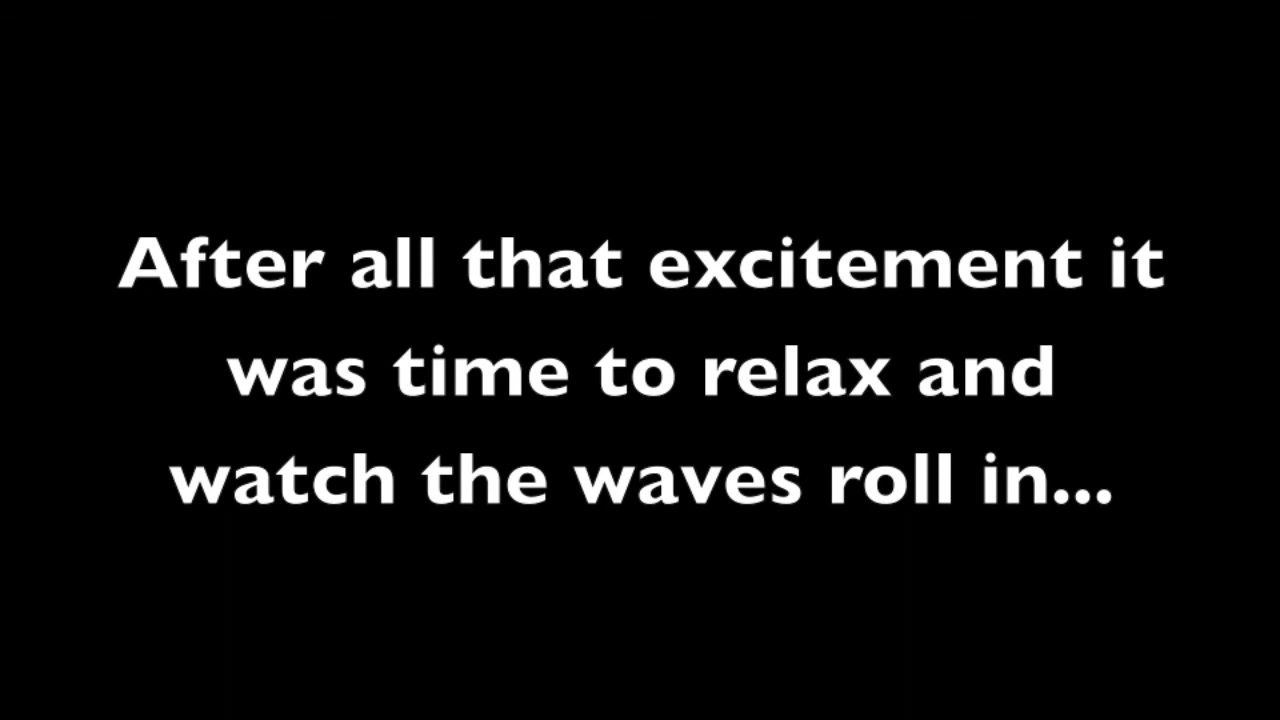 After all that excitement it
was time to relax and
watch the waves roll in...